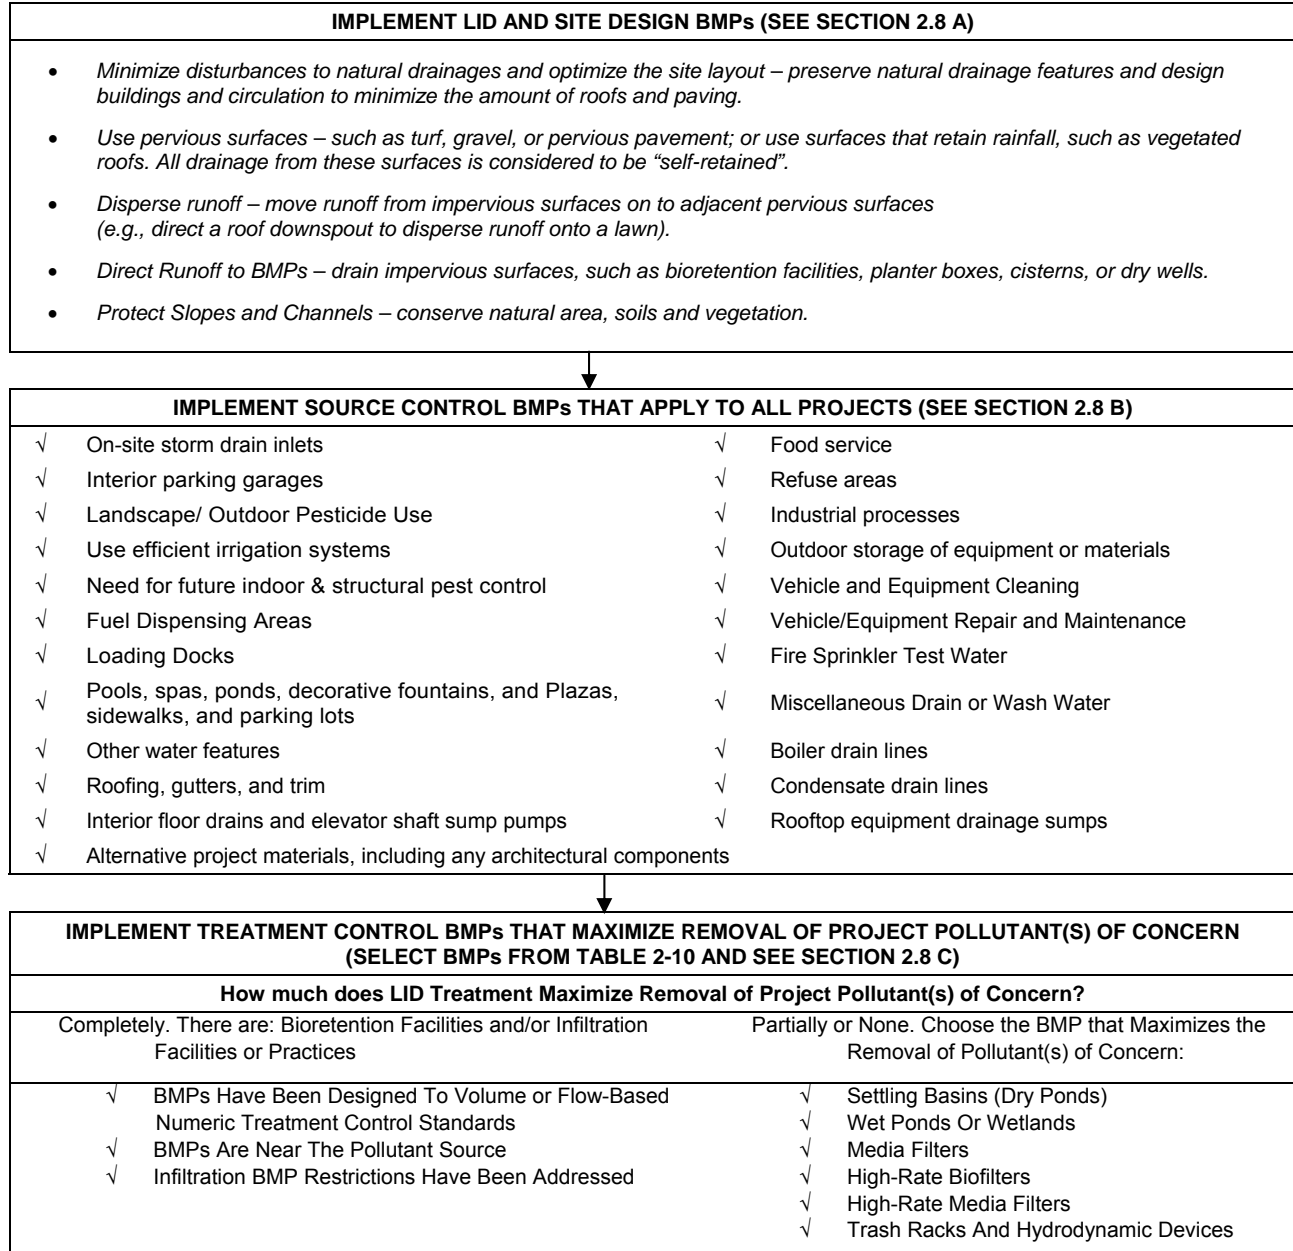 IMPLEMENT LID AND SITE DESIGN BMPs (SEE SECTION 2.8 A)
• Minimize disturbances to natural drainages and optimize the site layout – preserve natural drainage features and design
buildings and circulation to minimize the amount of roofs and paving.
• Use pervious surfaces – such as turf, gravel, or pervious pavement; or use surfaces that retain rainfall, such as vegetated
roofs. All drainage from these surfaces is considered to be “self-retained”.
• Disperse runoff – move runoff from impervious surfaces on to adjacent pervious surfaces
(e.g., direct a roof downspout to disperse runoff onto a lawn).
• Direct Runoff to BMPs – drain impervious surfaces, such as bioretention facilities, planter boxes, cisterns, or dry wells.
• Protect Slopes and Channels – conserve natural area, soils and vegetation.
IMPLEMENT SOURCE CONTROL BMPs THAT APPLY TO ALL PROJECTS (SEE SECTION 2.8 B)
√ On-site storm drain inlets
√ Interior parking garages
√ Landscape/ Outdoor Pesticide Use
√ Use efficient irrigation systems
√ Need for future indoor & structural pest control
√ Fuel Dispensing Areas
√ Loading Docks
√ Pools, spas, ponds, decorative fountains, and Plazas,
sidewalks, and parking lots
√ Other water features
√ Roofing, gutters, and trim
√ Interior floor drains and elevator shaft sump pumps
√ Alternative project materials, including any architectural components
√ Food service
√ Refuse areas
√ Industrial processes
√ Outdoor storage of equipment or materials
√ Vehicle and Equipment Cleaning
√ Vehicle/Equipment Repair and Maintenance
√ Fire Sprinkler Test Water
√ Miscellaneous Drain or Wash Water
√ Boiler drain lines
√ Condensate drain lines
√ Rooftop equipment drainage sumps
IMPLEMENT TREATMENT CONTROL BMPs THAT MAXIMIZE REMOVAL OF PROJECT POLLUTANT(S) OF CONCERN
(SELECT BMPs FROM TABLE 2-10 AND SEE SECTION 2.8 C)
How much does LID Treatment Maximize Removal of Project Pollutant(s) of Concern?
Completely. There are: Bioretention Facilities and/or Infiltration
Facilities or Practices
√ BMPs Have Been Designed To Volume or Flow-Based
Numeric Treatment Control Standards
√ BMPs Are Near The Pollutant Source
√ Infiltration BMP Restrictions Have Been Addressed
Partially or None. Choose the BMP that Maximizes the
Removal of Pollutant(s) of Concern:
√ Settling Basins (Dry Ponds)
√ Wet Ponds Or Wetlands
√ Media Filters
√ High-Rate Biofilters
√ High-Rate Media Filters
√ Trash Racks And Hydrodynamic Devices